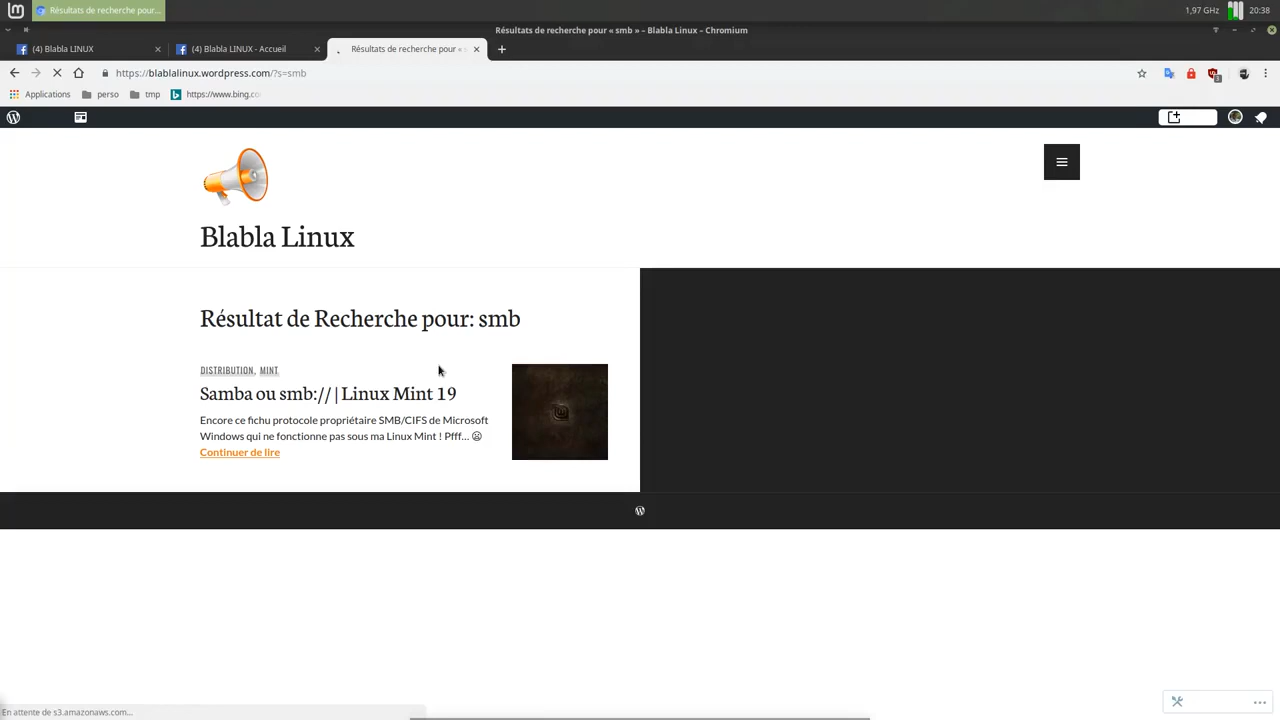 Résultats de recherche pour...
1,97 GHz
20:38
Résultats de recherche pour « smb » – Blabla Linux – Chromium
(4) Blabla LINUX
(4) Blabla LINUX - Accueil
Résultats de recherche pour «
https://blablalinux.wordpress.com/?s=smb
Applications
perso
tmp
https://www.bing.co
Blabla Linux
Résultat de Recherche pour: smb
DISTRIBUTION, MINT
Samba ou smb:// | Linux Mint 19
Encore ce fichu protocole propriétaire SMB/CIFS de Microsoft
Windows qui ne fonctionne pas sous ma Linux Mint ! Pfff... 😦
Continuer de lire
En attente de s3.amazonaws.com...